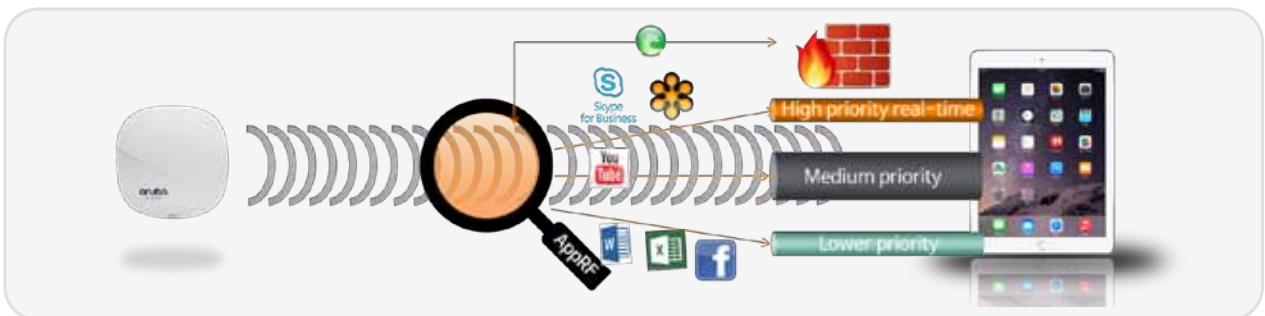 Skype
for Business
High priority real-time
aruba
You
Tube
Medium priority
AppRF
W
X
f
Lower priority